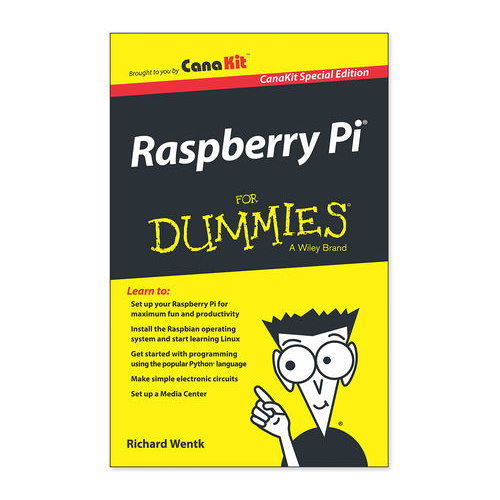 Brought to you by CanaKit™
CanaKit Special Edition
Raspberry Pi®
FOR
DUMMIES®
A Wiley Brand
Learn to:
Set up your Raspberry Pi for
maximum fun and productivity
Install the Raspbian operating
system and start learning Linux
Get started with programming
using the popular Python® language
Make simple electronic circuits
Set up a Media Center
®
Richard Wentk